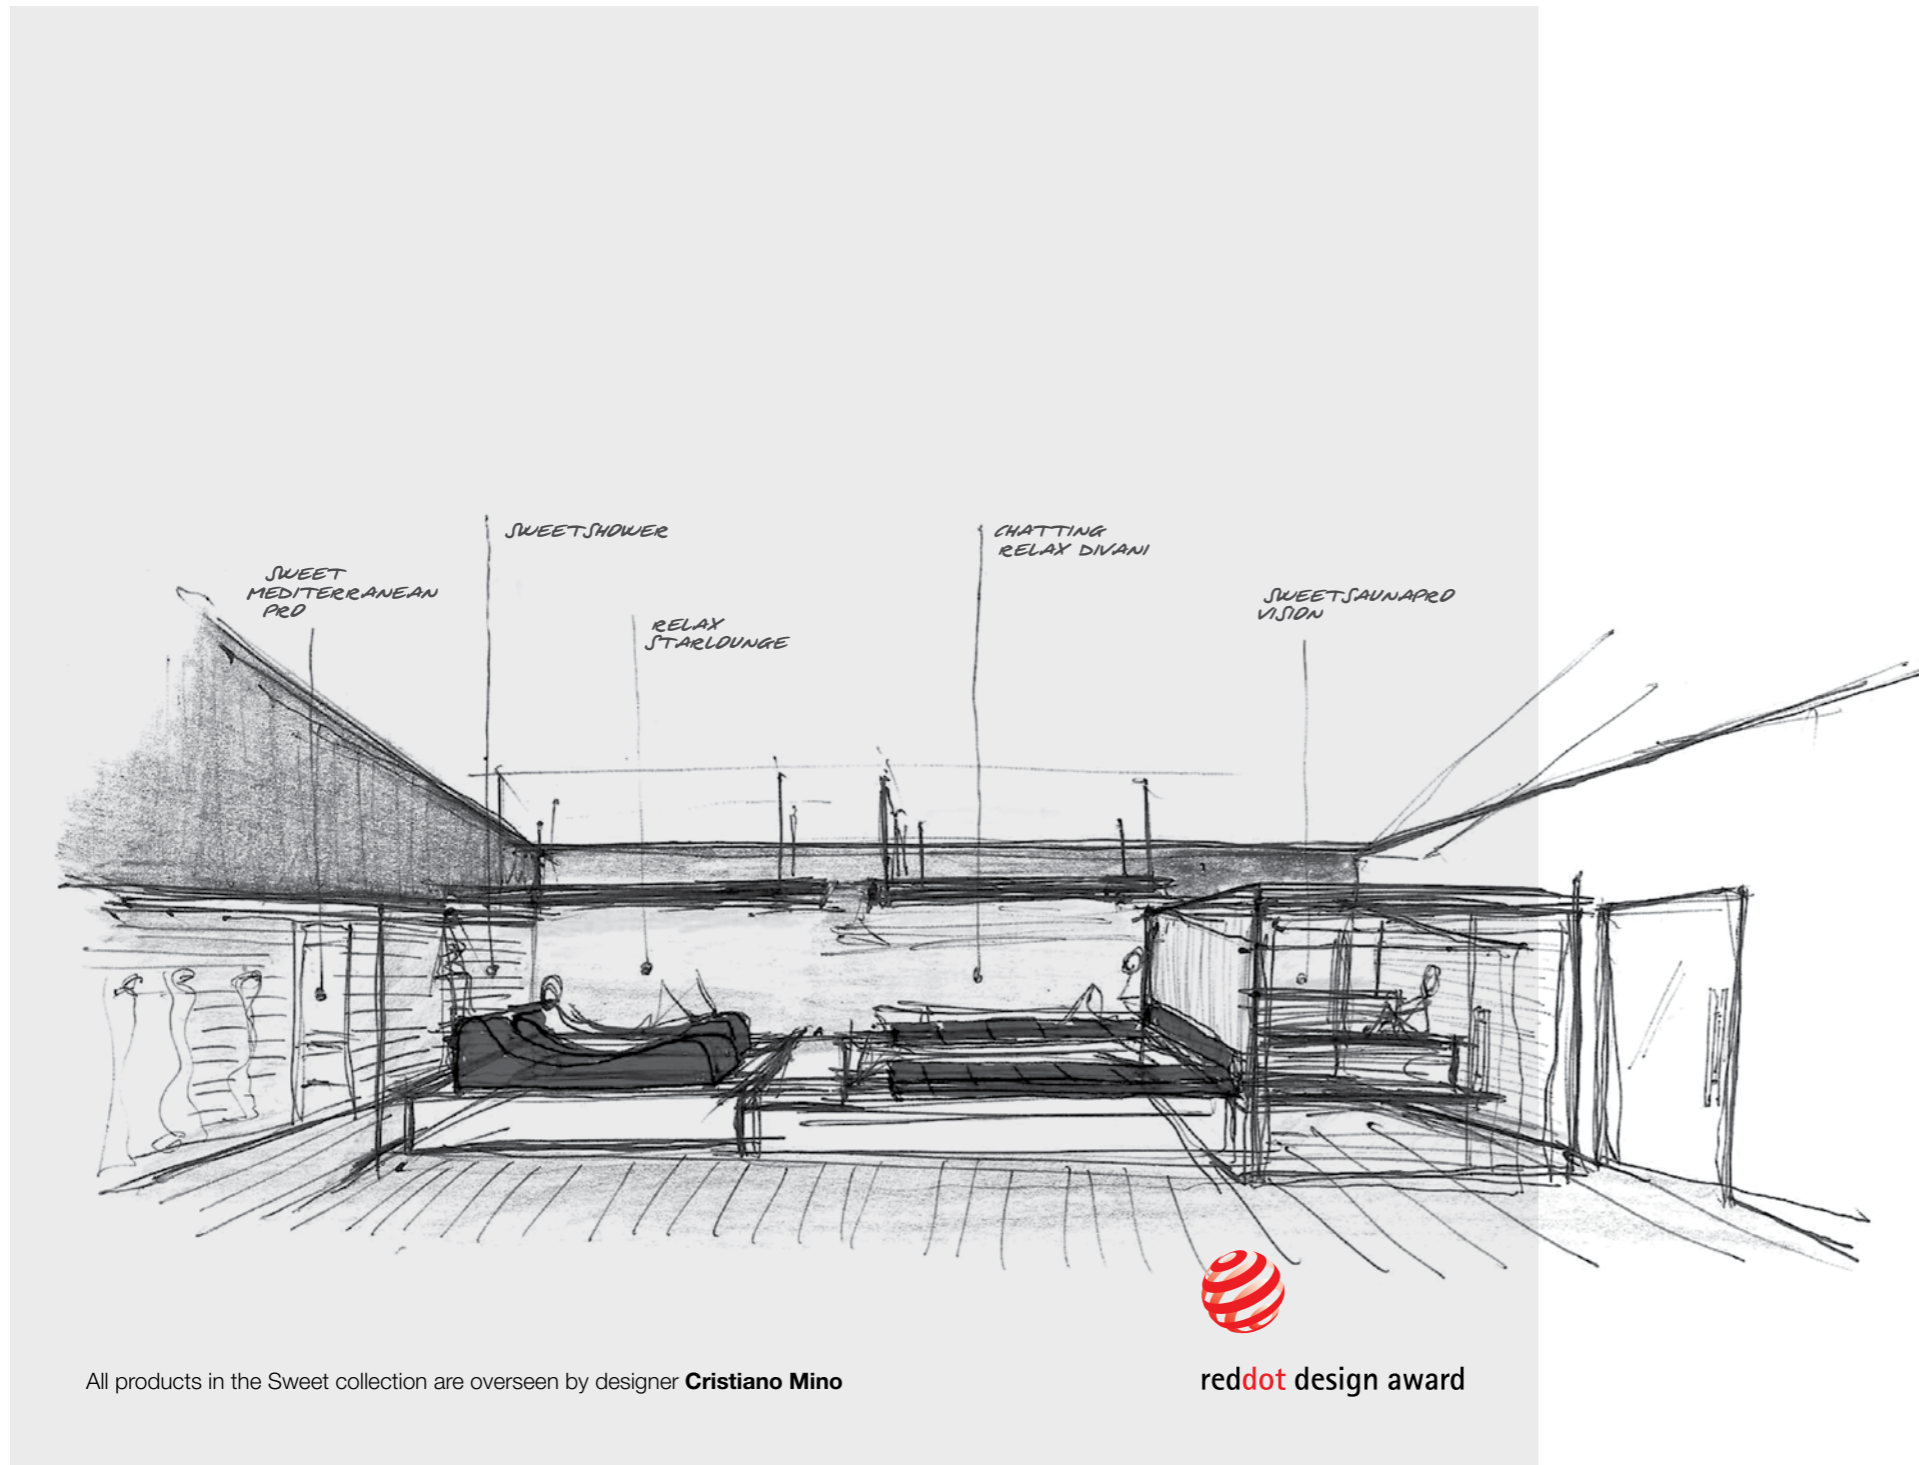 SWEETSHOWER
CHATTING
RELAX DIVANI
SWEET
MEDITERRANEAN
PRO
RELAX
STARLOUNGE
SWEETSAUNAPRO
VISION
All products in the Sweet collection are overseen by designer Cristiano Mino
reddot design award